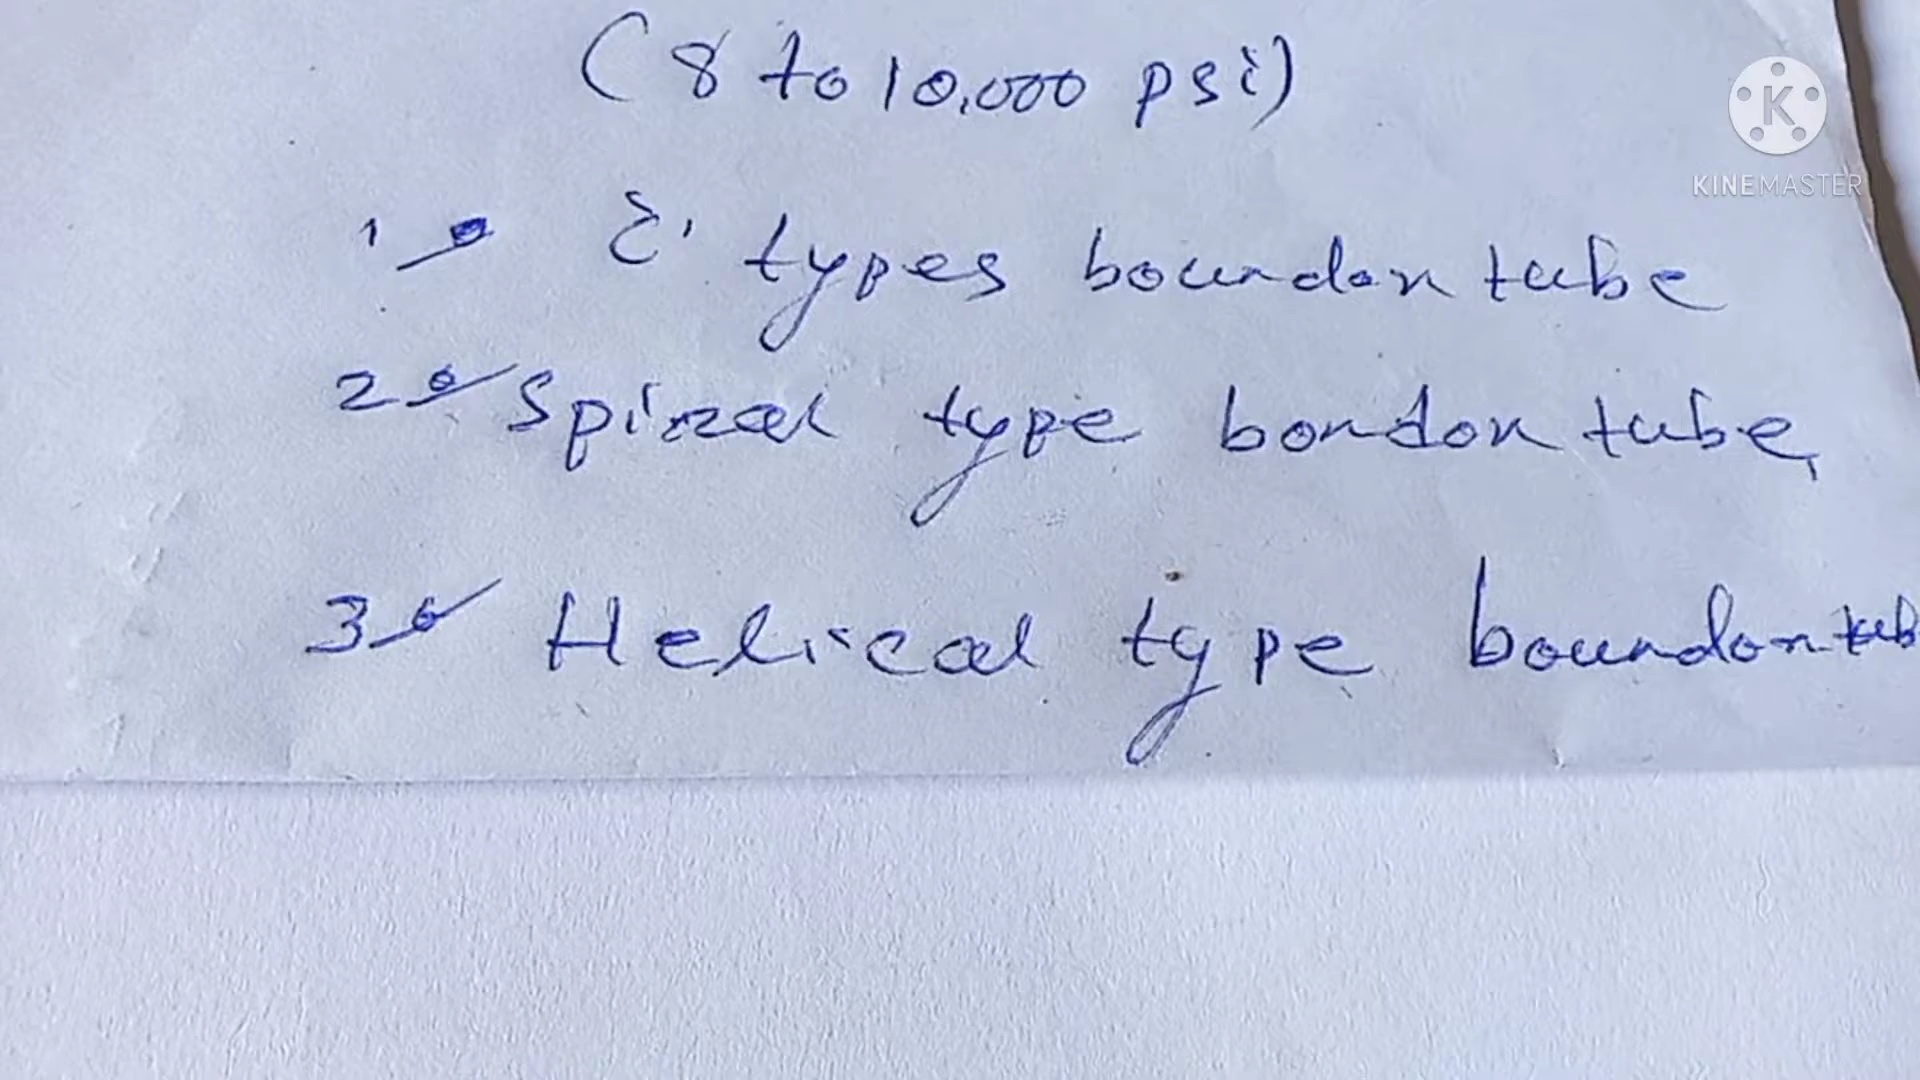 (8 to 10,000 psi)
K
KINEMASTER
1. 'C' types boundon tube
2. Spiral type bondon tube,
3. Helical type boundon tub